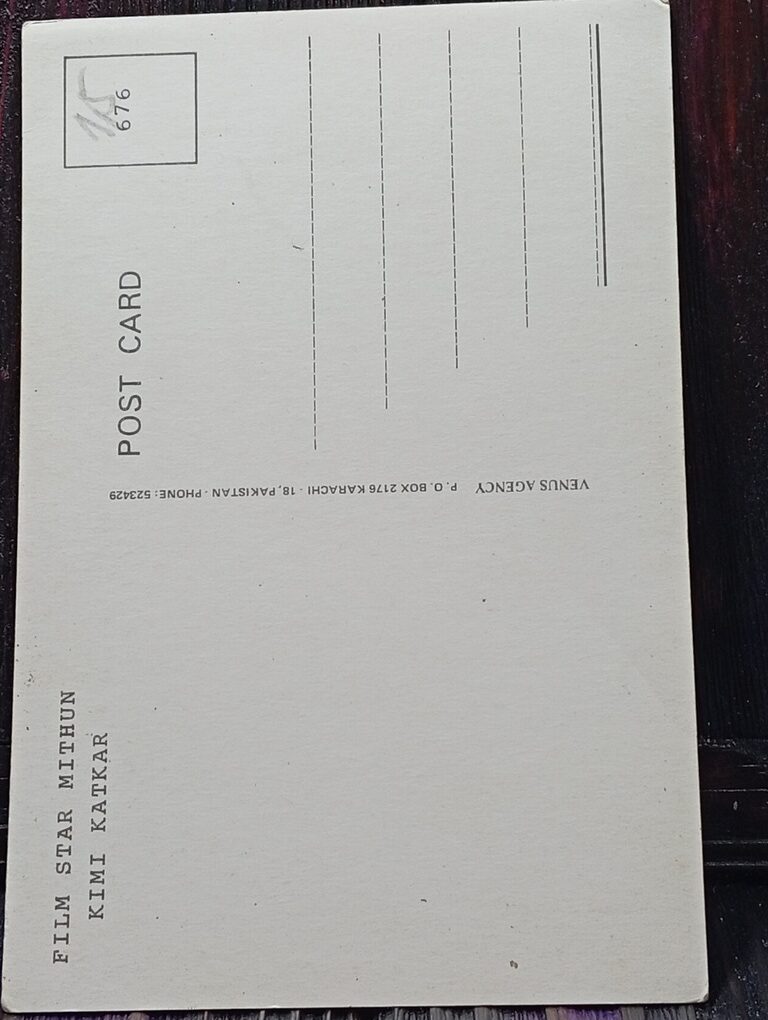 FILM STAR MITHUN
KIMI KATKAR
POST CARD
676
VENUS AGENCY P. O. BOX 2176 KARACHI - 18, PAKISTAN - PHONE: 523429